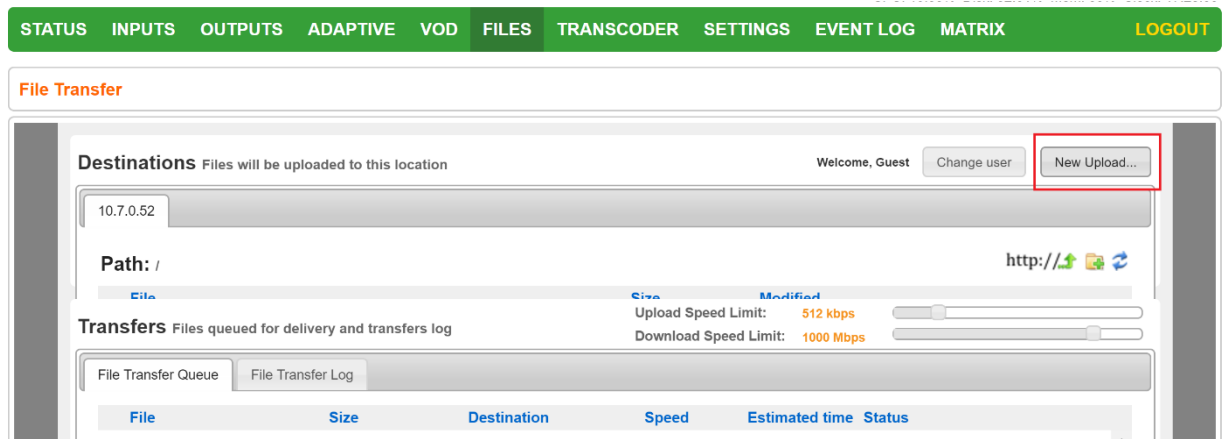 STATUS INPUTS OUTPUTS ADAPTIVE VOD FILES TRANSCODER SETTINGS EVENT LOG MATRIX LOGOUT
File Transfer
Destinations Files will be uploaded to this location Welcome, Guest Change user New Upload...
10.7.0.52
Path: / http://
File Size Modified
Upload Speed Limit: 512 kbps
Transfers Files queued for delivery and transfers log
Download Speed Limit: 1000 Mbps
File Transfer Queue File Transfer Log
File Size Destination Speed Estimated time Status